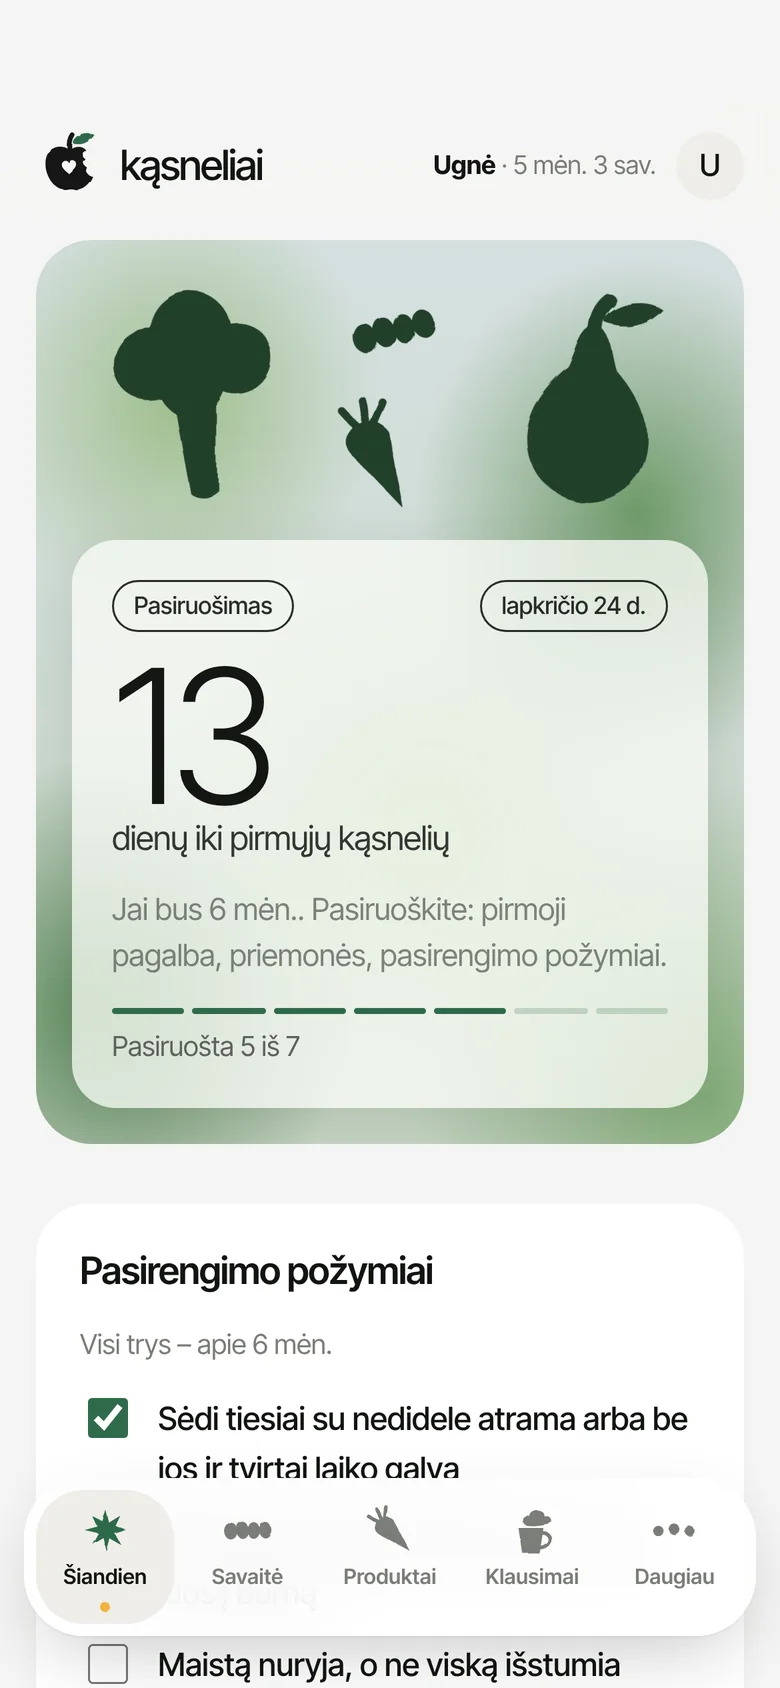 kąsneliai
Ugnė · 5 mėn. 3 sav.
U
Pasiruošimas
lapkričio 24 d.
13
dienų iki pirmųjų kąsnelių
Jai bus 6 mėn.. Pasiruoškite: pirmoji
pagalba, priemonės, pasirengimo požymiai.
Pasiruošta 5 iš 7
Pasirengimo požymiai
Visi trys – apie 6 mėn.
Sėdi tiesiai su nedidele atrama arba be
jos ir tvirtai laiko galvą
Šiandien
Savaitė
Produktai
Klausimai
Daugiau
Maistą nuryja, o ne viską išstumia